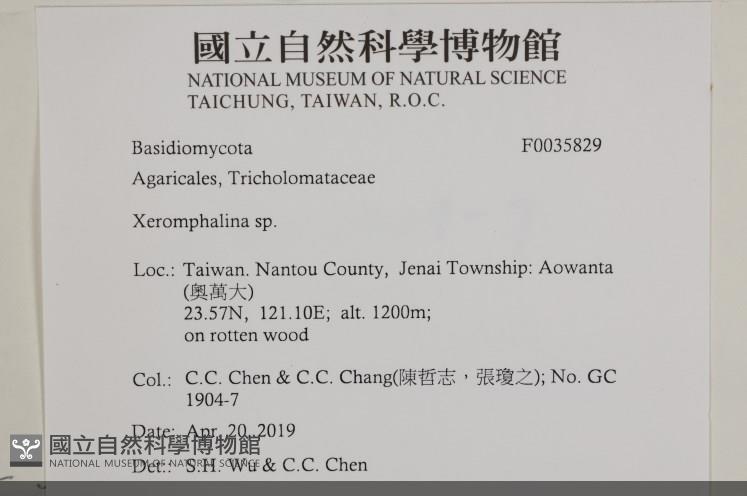 國立自然科學博物館
NATIONAL MUSEUM OF NATURAL SCIENCE
TAICHUNG, TAIWAN, R.O.C.
Basidiomycota F0035829
Agaricales, Tricholomataceae
Xeromphalina sp.
Loc.: Taiwan. Nantou County, Jenai Township: Aowanta
(奧萬大)
23.57N, 121.10E; alt. 1200m;
on rotten wood
Col.: C.C. Chen & C.C. Chang(陳哲志，張瓊之); No. GC
1904-7
Date: Apr. 20, 2019
國立自然科學博物館
NATIONAL MUSEUM OF NATURAL SCIENCE
Det.: S.H. Wu & C.C. Chen